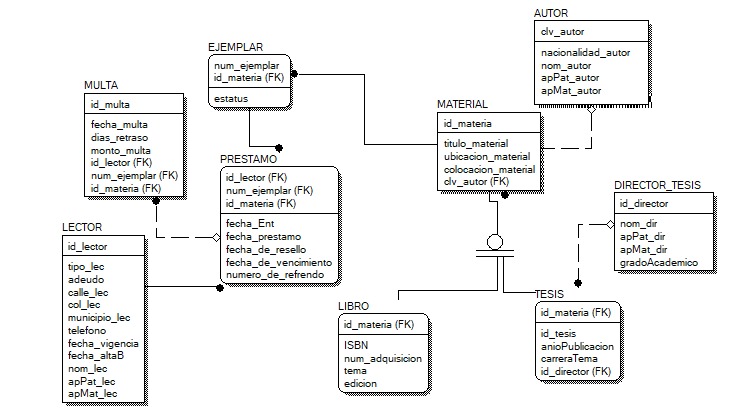 AUTOR
clv_autor
nacionalidad_autor
nom_autor
apPat_autor
apMat_autor
EJEMPLAR
num_ejemplar
id_materia (FK)
estatus
MULTA
id_multa
fecha_multa
dias_retraso
monto_multa
id_lector (FK)
num_ejemplar (FK)
id_materia (FK)
MATERIAL
id_materia
titulo_material
ubicacion_material
colocacion_material
clv_autor (FK)
PRESTAMO
id_lector (FK)
num_ejemplar (FK)
id_materia (FK)
fecha_Ent
fecha_prestamo
fecha_de_resello
fecha_de_vencimiento
numero_de_refrendo
DIRECTOR_TESIS
id_director
nom_dir
apPat_dir
apMat_dir
gradoAcademico
LECTOR
id_lector
tipo_lec
adeudo
calle_lec
col_lec
municipio_lec
telefono
fecha_vigencia
fecha_altaB
nom_lec
apPat_lec
apMat_lec
LIBRO
id_materia (FK)
ISBN
num_adquisicion
tema
edicion
TESIS
id_materia (FK)
id_tesis
anioPublicacion
carreraTema
id_director (FK)